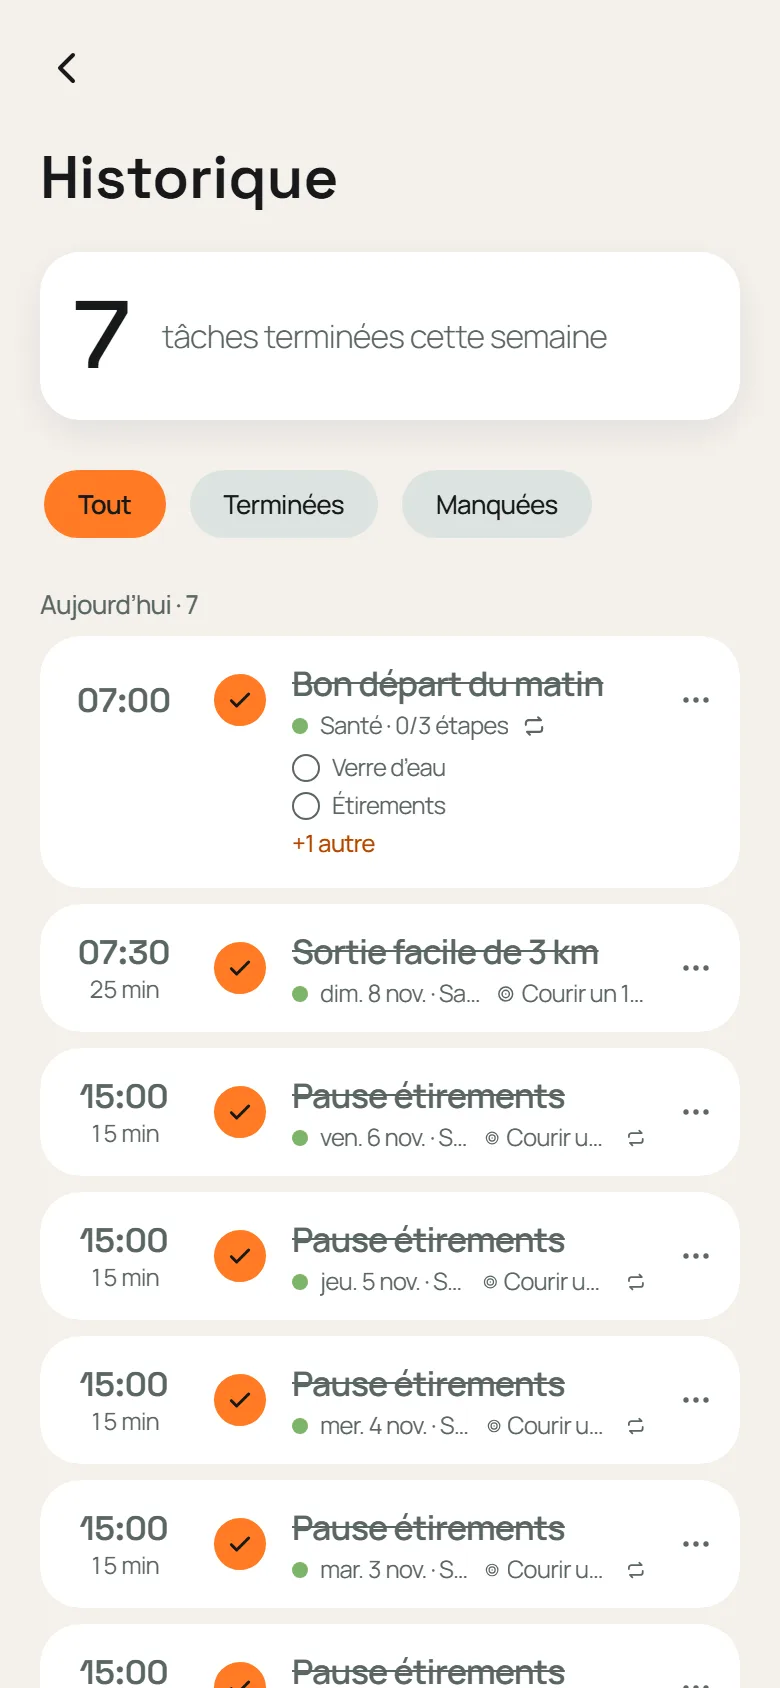 Historique
7 tâches terminées cette semaine
Tout Terminées Manquées
Aujourd’hui · 7
07:00 Bon départ du matin
Santé · 0/3 étapes
Verre d’eau
Étirements
+1 autre
07:30 Sortie facile de 3 km
25 min dim. 8 nov. · Sa... Courir un 1...
15:00 Pause étirements
15 min ven. 6 nov. · S... Courir u...
15:00 Pause étirements
15 min jeu. 5 nov. · S... Courir u...
15:00 Pause étirements
15 min mer. 4 nov. · S... Courir u...
15:00 Pause étirements
15 min mar. 3 nov. · S... Courir u...
15:00 Pause étirements